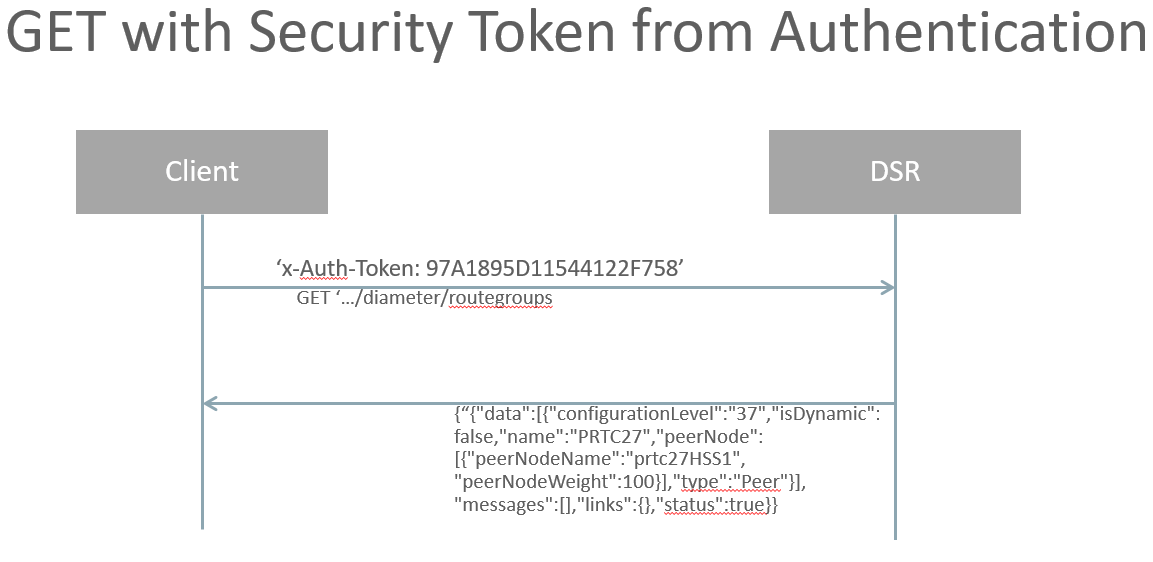 GET with Security Token from Authentication
Client
DSR
‘x-Auth-Token: 97A1895D11544122F758’
GET ‘…/diameter/routegroups
{“{"data":[{"configurationLevel":"37","isDynamic":
false,"name":"PRTC27","peerNode":
[{"peerNodeName":"prtc27HSS1",
"peerNodeWeight":100}],"type":"Peer"}],
"messages":[],"links":{},"status":true}}